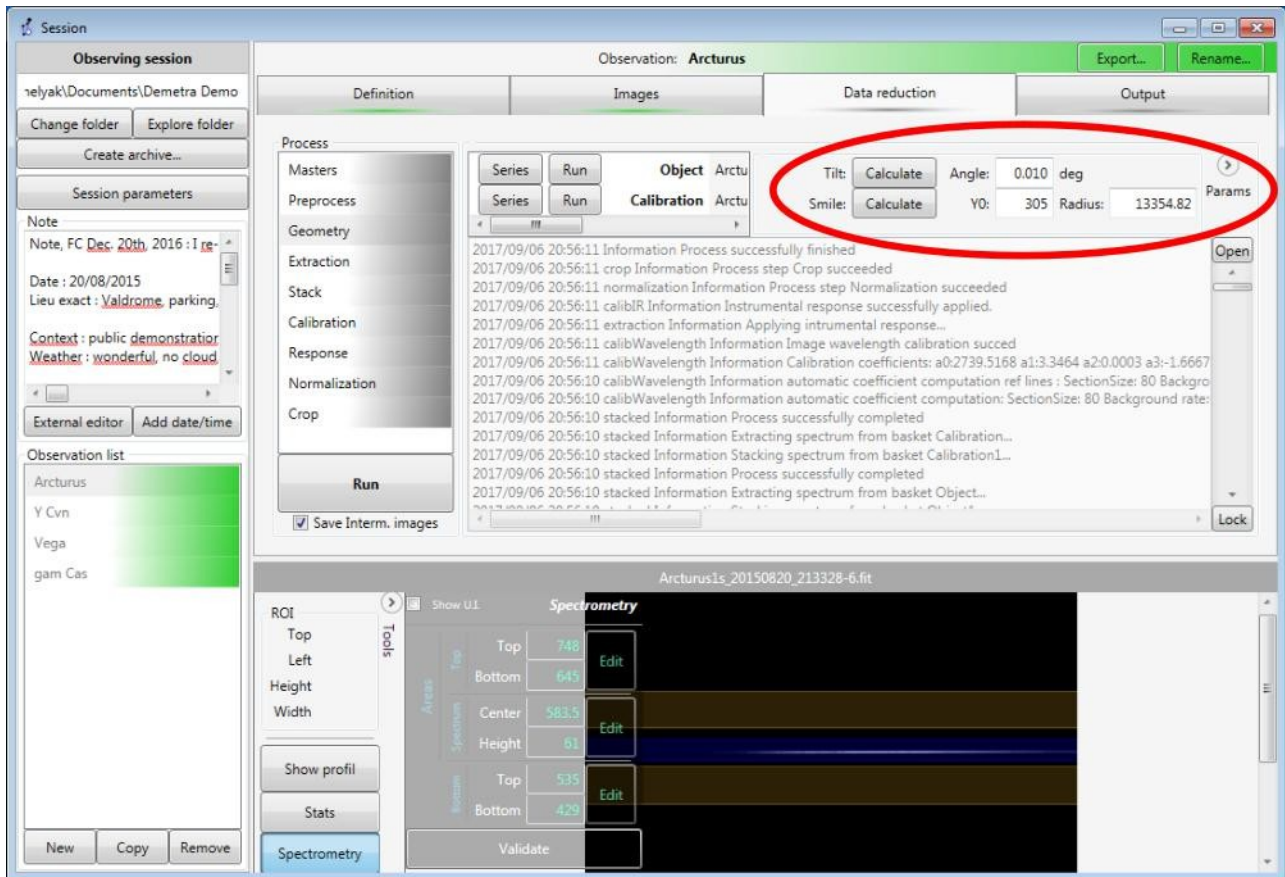 Session
Observing session
nelyak\Documents\Demetra Demo
Change folder Explore folder
Create archive...
Session parameters
Note
Note, FC Dec. 20th, 2016 : I re-
Date : 20/08/2015
Lieu exact : Valdrome, parking,
Context : public demonstration
Weather : wonderful, no cloud
External editor Add date/time
Observation list
Arcturus
Y Cvn
Vega
gam Cas
New Copy Remove
Observation: Arcturus
Export... Rename...
Definition Images Data reduction Output
Process
Masters
Preprocess
Geometry
Extraction
Stack
Calibration
Response
Normalization
Crop
Run
Save Interm. images
Series Run Object Arctu
Series Run Calibration Arctu
Tilt: Calculate Angle: 0.010 deg
Smile: Calculate Y0: 305 Radius: 13354.82
Params
2017/09/06 20:56:11 Information Process successfully finished
2017/09/06 20:56:11 crop Information Process step Crop succeeded
2017/09/06 20:56:11 normalization Information Process step Normalization succeeded
2017/09/06 20:56:11 calibIR Information Instrumental response successfully applied.
2017/09/06 20:56:11 extraction Information Applying intrumental response...
2017/09/06 20:56:11 calibWavelength Information Image wavelength calibration succed
2017/09/06 20:56:11 calibWavelength Information Calibration coefficients: a0:2739.5168 a1:3.3464 a2:0.0003 a3:-1.6667
2017/09/06 20:56:10 calibWavelength Information automatic coefficient computation ref lines : SectionSize: 80 Backgro
2017/09/06 20:56:10 calibWavelength Information automatic coefficient computation: SectionSize: 80 Background rate:
2017/09/06 20:56:10 stacked Information Process successfully completed
2017/09/06 20:56:10 stacked Information Extracting spectrum from basket Calibration...
2017/09/06 20:56:10 stacked Information Stacking spectrum from basket Calibration1...
2017/09/06 20:56:10 stacked Information Process successfully completed
2017/09/06 20:56:10 stacked Information Extracting spectrum from basket Object...
Open
Lock
Arcturus1s_20150820_213328-6.fit
ROI
Top
Left
Height
Width
Show profil
Stats
Spectrometry
Tools
Show U.I. Spectrometry
Areas
Top
Top 748
Bottom 645
Edit
Spectrum
Center 583.5
Height 61
Edit
Bottom
Top 535
Bottom 429
Edit
Validate